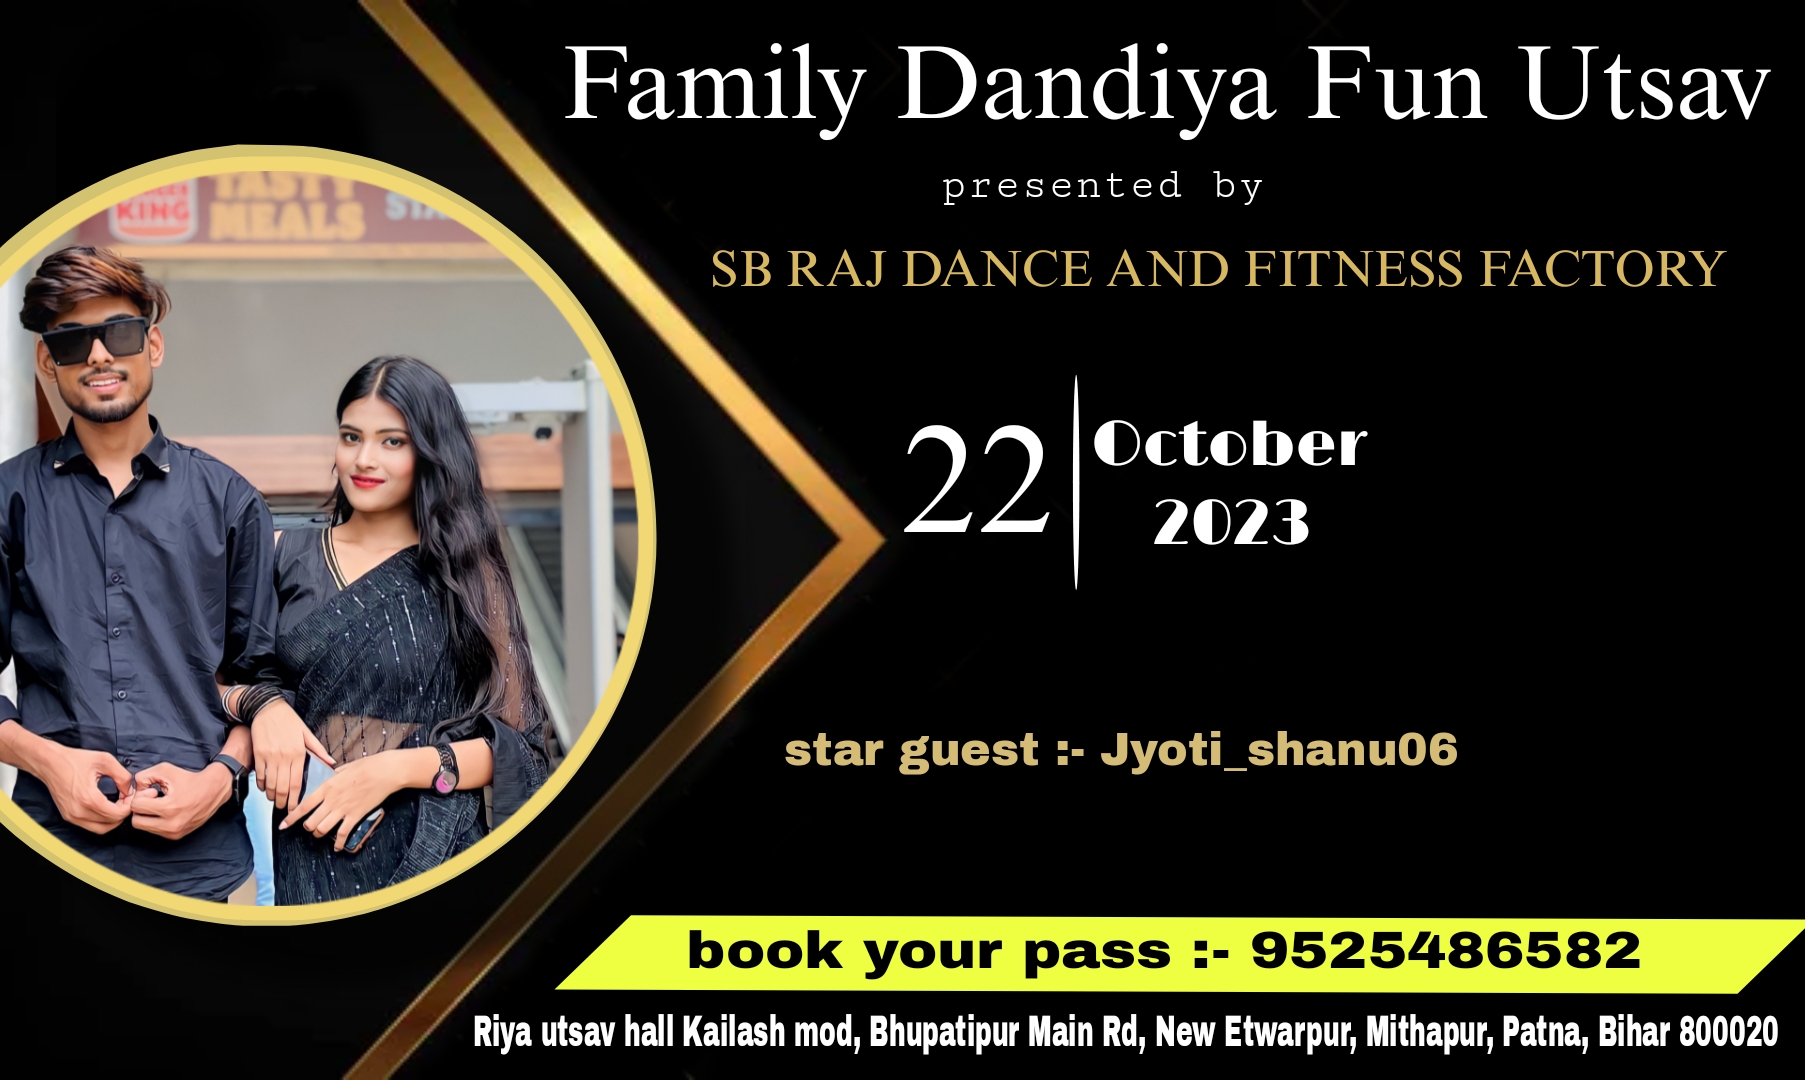 Family Dandiya Fun Utsav
presented by
SB RAJ DANCE AND FITNESS FACTORY
22
October
2023
star guest :- Jyoti_shanu06
book your pass :- 9525486582
Riya utsav hall Kailash mod, Bhupatipur Main Rd, New Etwarpur, Mithapur, Patna, Bihar 800020
KING
TASTY
MEALS